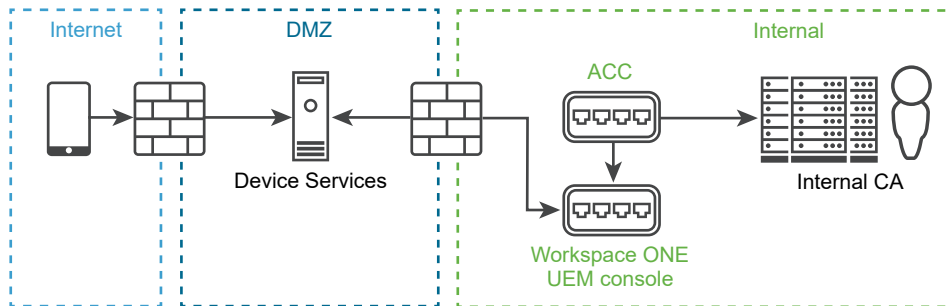 Internet
DMZ
Internal
ACC
Device Services
Internal CA
Workspace ONE
UEM console